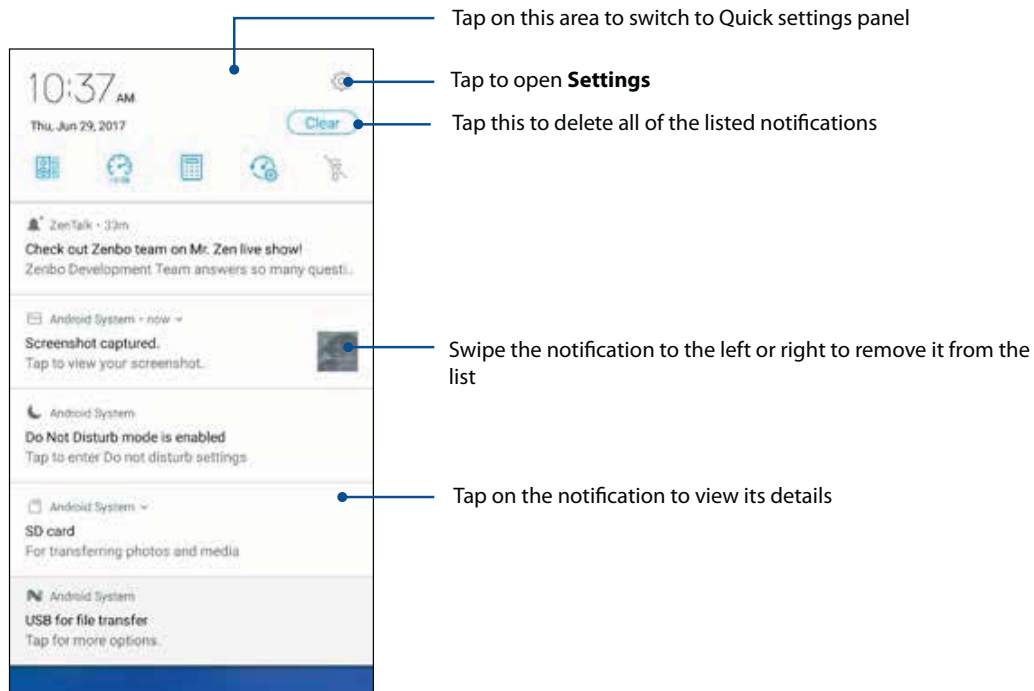 Tap on this area to switch to Quick settings panel
10:37 AM
Tap to open Settings
Thu, Jun 29, 2017
Clear
Tap this to delete all of the listed notifications
ZenTalk • 33m
Check out Zenbo team on Mr. Zen live show!
Zenbo Development Team answers so many questi..
Android System • now
Screenshot captured.
Tap to view your screenshot.
Swipe the notification to the left or right to remove it from the
list
Android System
Do Not Disturb mode is enabled
Tap to enter Do not disturb settings
Tap on the notification to view its details
Android System
SD card
For transferring photos and media
Android System
USB for file transfer
Tap for more options.